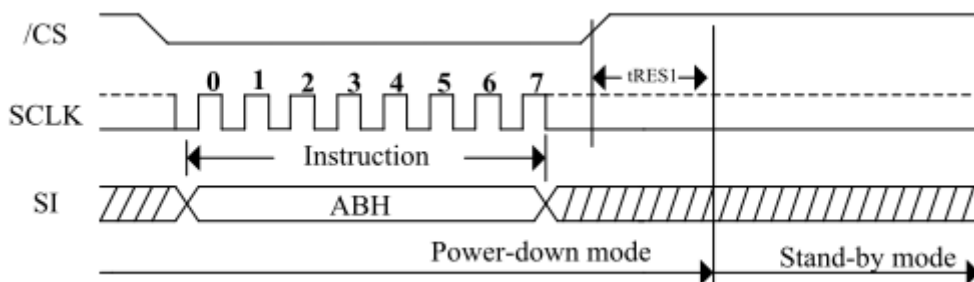 /CS
tRES1
0 1 2 3 4 5 6 7
SCLK
Instruction
SI
ABH
Power-down mode
Stand-by mode